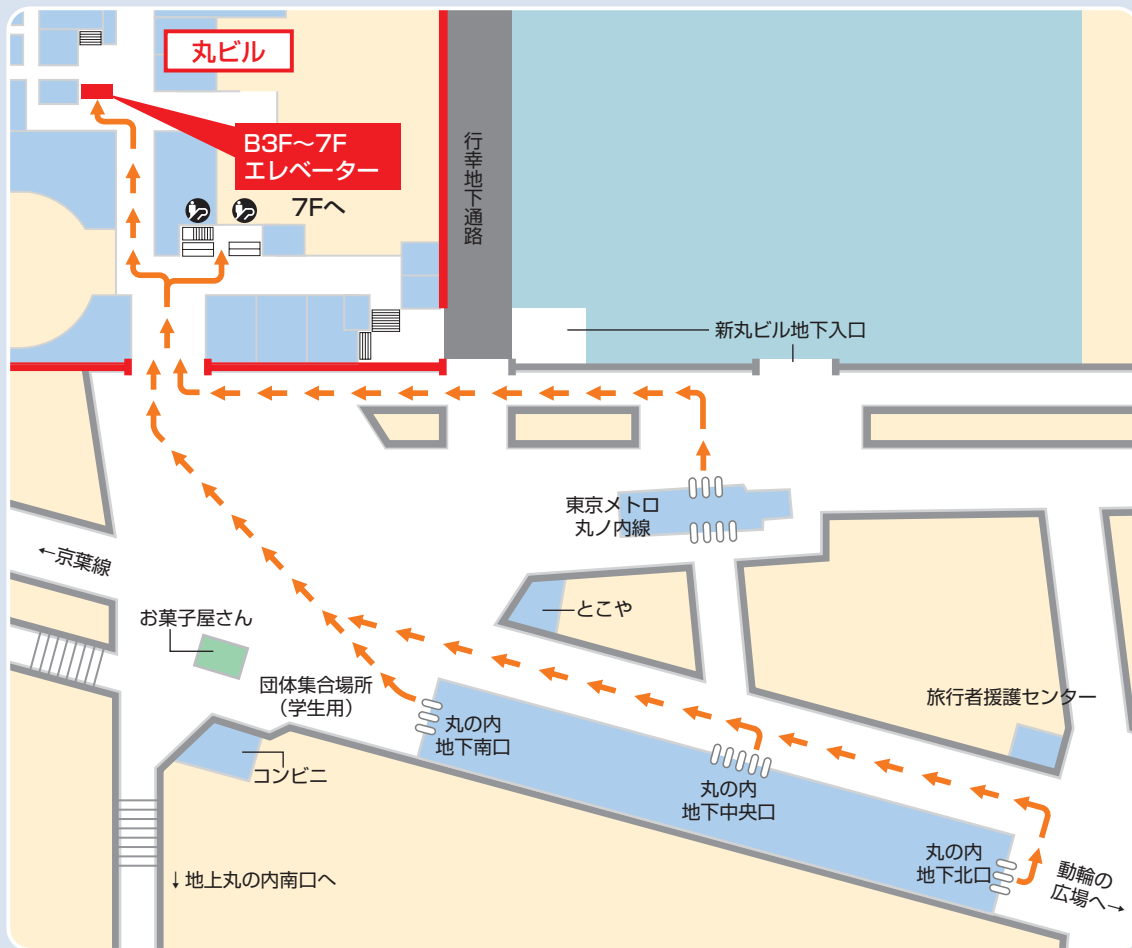 丸ビル
B3F～7F
エレベーター
7Fへ
行幸地下通路
新丸ビル地下入口
東京メトロ
丸ノ内線
←京葉線
とこや
お菓子屋さん
団体集合場所
（学生用）
旅行者援護センター
丸の内
地下南口
コンビニ
丸の内
地下中央口
丸の内
地下北口
動輪の
広場へ→
↓地上丸の内南口へ